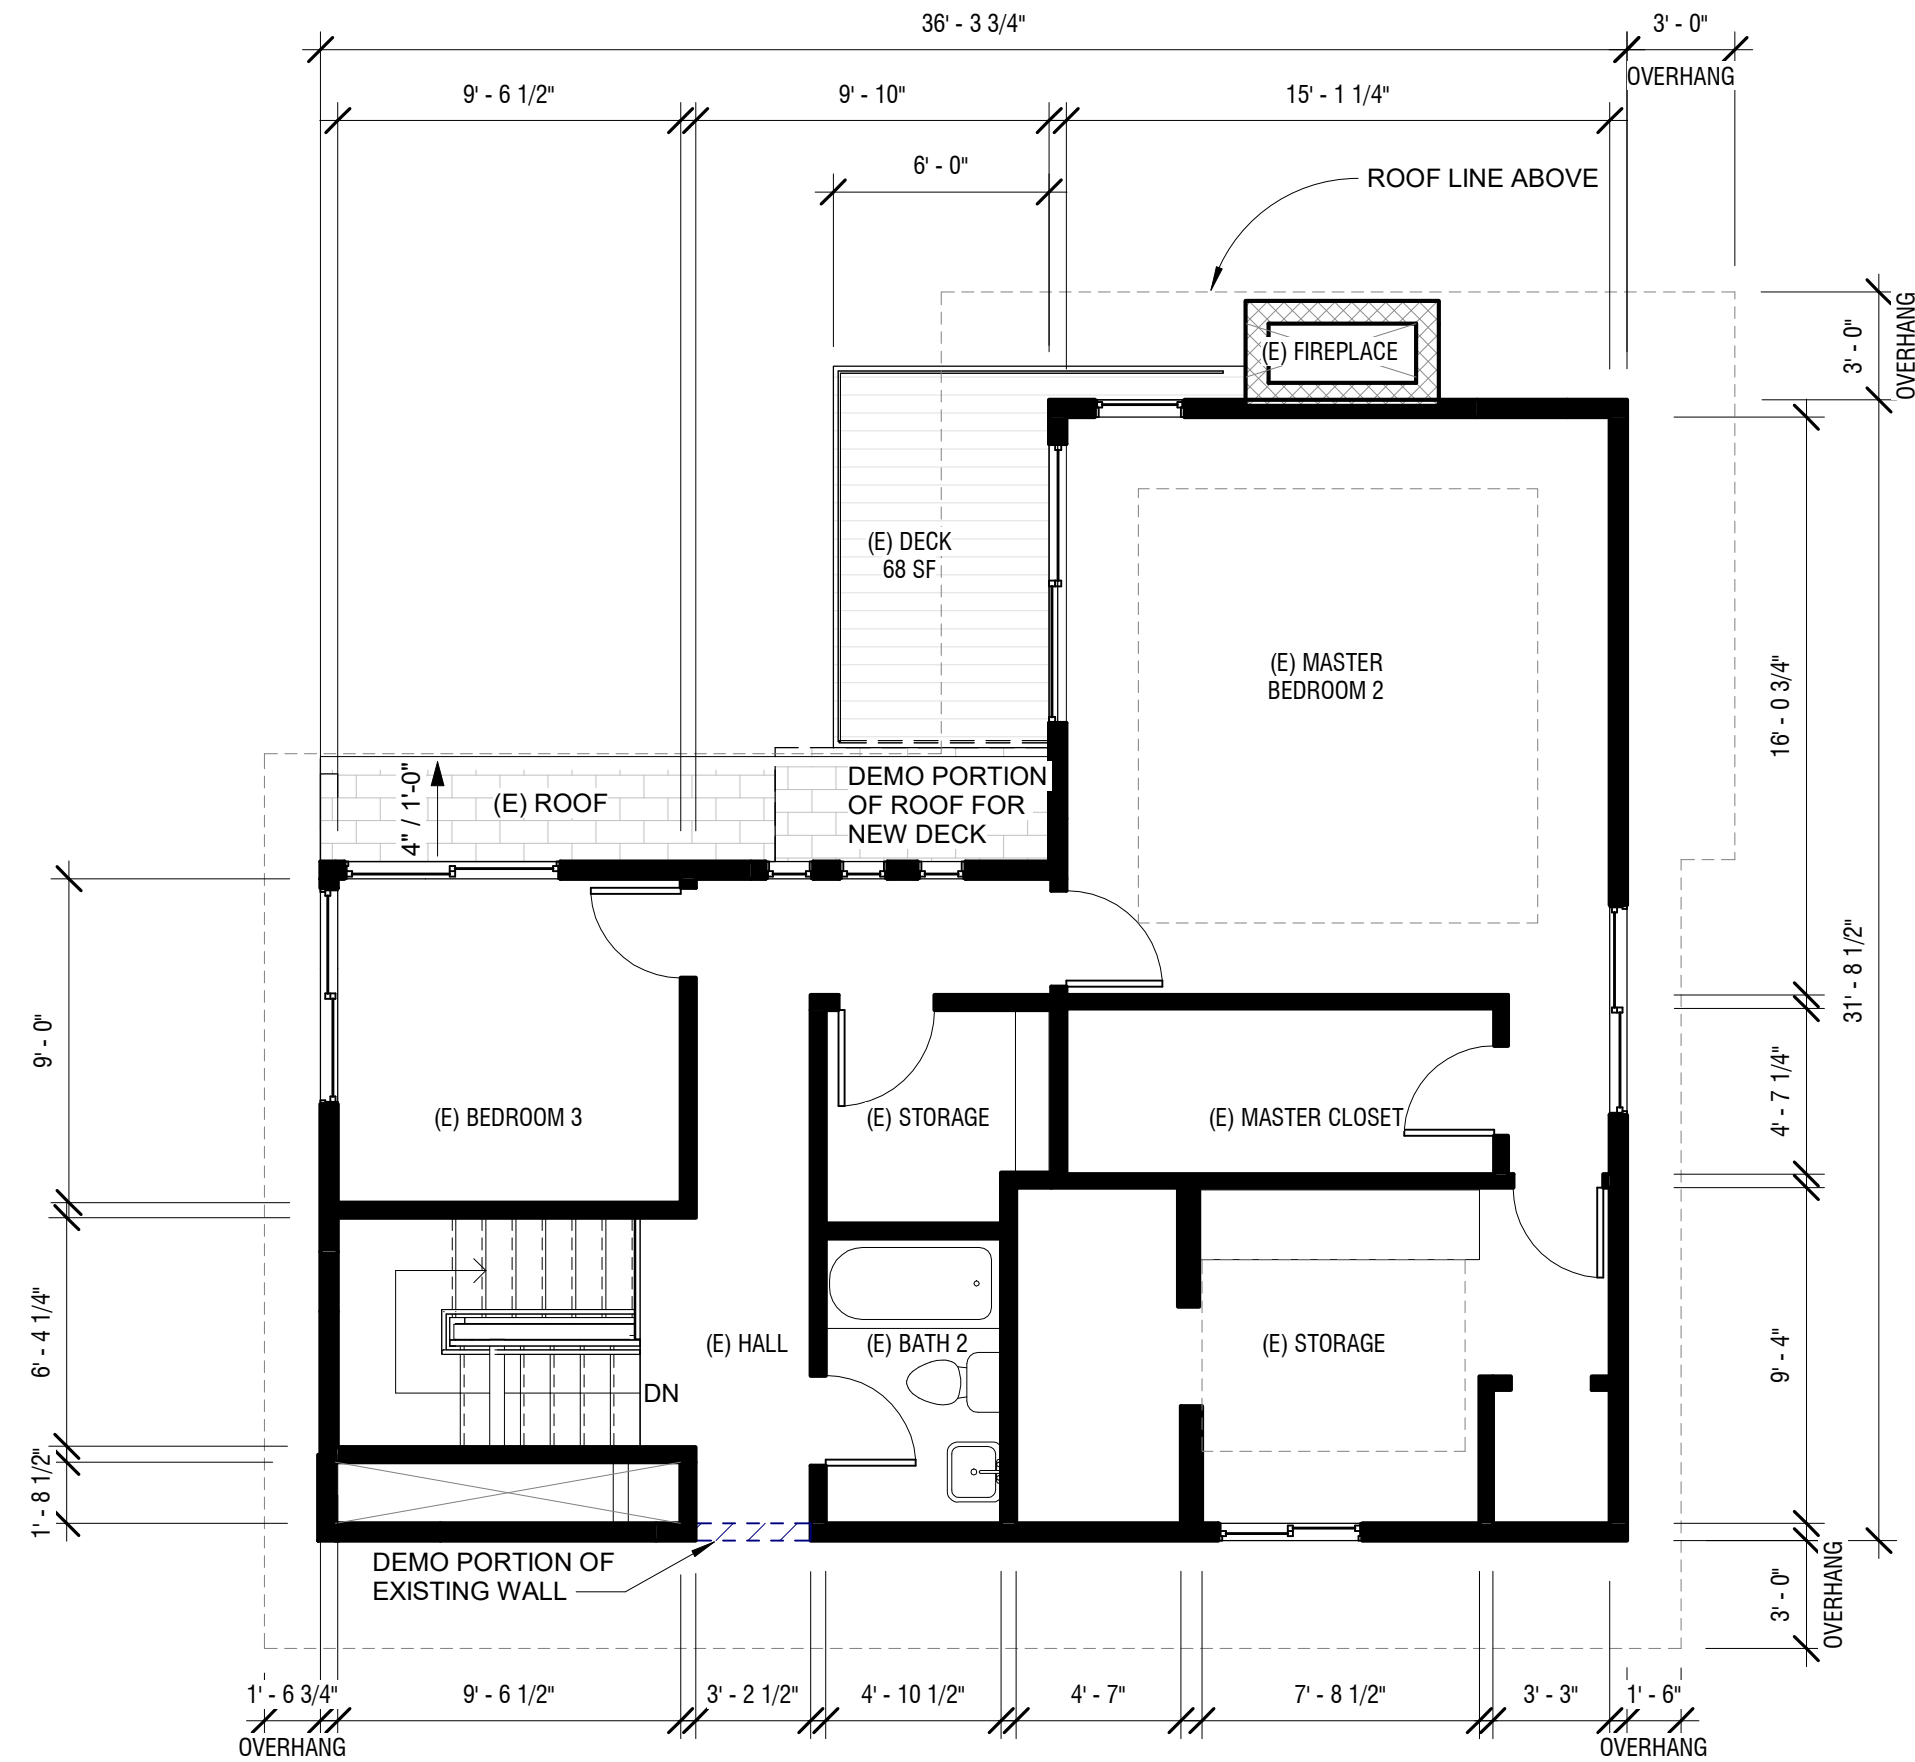 36' - 3 3/4"
3' - 0"
OVERHANG
9' - 6 1/2"
9' - 10"
15' - 1 1/4"
6' - 0"
ROOF LINE ABOVE
3' - 0"
OVERHANG
(E) FIREPLACE
(E) DECK
68 SF
(E) MASTER
BEDROOM 2
16' - 0 3/4"
4" / 1'-0"
(E) ROOF
DEMO PORTION
OF ROOF FOR
NEW DECK
31' - 8 1/2"
9' - 0"
(E) BEDROOM 3
(E) STORAGE
(E) MASTER CLOSET
4' - 7 1/4"
6' - 4 1/4"
(E) HALL
(E) BATH 2
(E) STORAGE
9' - 4"
DN
1' - 8 1/2"
DEMO PORTION OF
EXISTING WALL
3' - 0"
OVERHANG
1' - 6 3/4"
9' - 6 1/2"
3' - 2 1/2"
4' - 10 1/2"
4' - 7"
7' - 8 1/2"
3' - 3"
1' - 6"
OVERHANG
OVERHANG